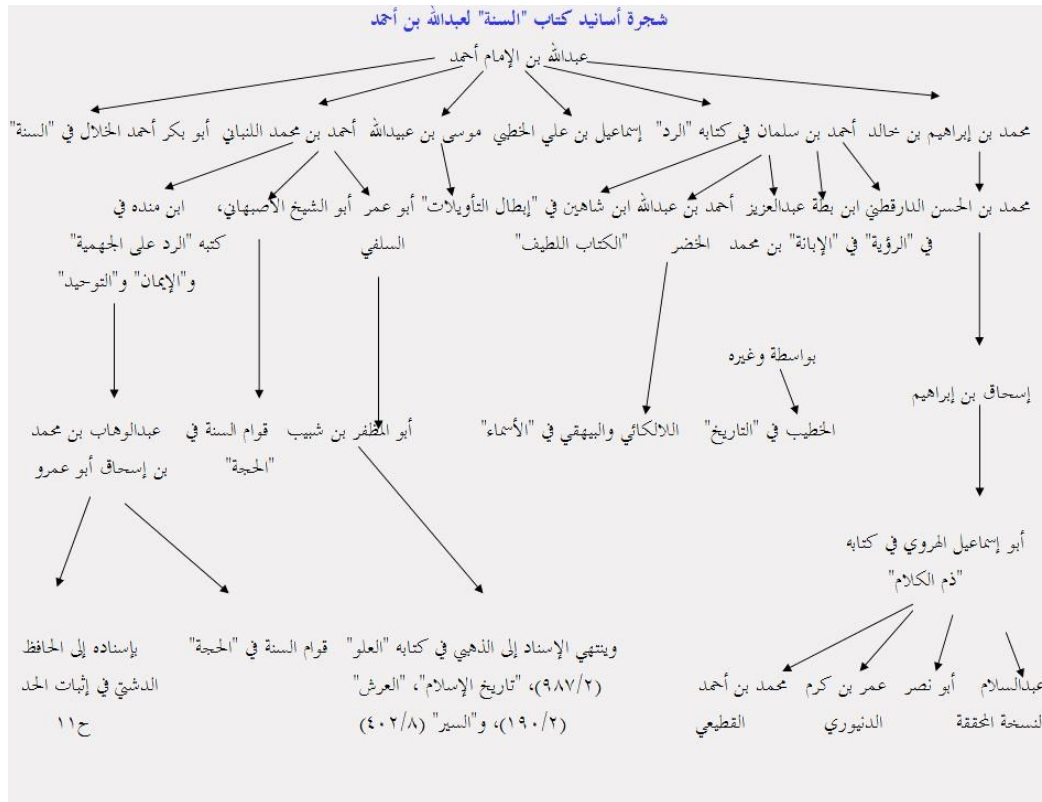 شجرة أسانيد كتاب "السنة" لعبدالله بن أحمد
عبدالله بن الإمام أحمد
محمد بن إبراهيم بن خالد أحمد بن سلمان في كتابه "الرد" إسماعيل بن علي الخطبي موسى بن عبيدالله أحمد بن محمد اللنباني أبو بكر أحمد الخلال في "السنة"
محمد بن الحسن الدارقطني ابن بطة عبدالعزيز أحمد بن عبدالله ابن شاهين في "إبطال التأويلات" أبو عمر أبو الشيخ الأصبهاني، ابن منده في
في "الرؤية" في "الإبانة" بن محمد الخضر "الكتاب اللطيف" السلفي كتبه "الرد على الجهمية"
و"الإيمان" و"التوحيد"
بواسطة وغيره
إسحاق بن إبراهيم
الخطيب في "التاريخ" اللالكائي والبيهقي في "الأسماء" أبو المظفر بن شبيب قوام السنة في عبدالوهاب بن محمد
"الحجة" بن إسحاق أبو عمرو
أبو إسماعيل الهروي في كتابه
"ذم الكلام"
وينتهي الإسناد إلى الذهبي في كتابه "العلو" قوام السنة في "الحجة" بإسناده إلى الحافظ
عبدالسلام أبو نصر عمر بن كرم محمد بن أحمد (٩٨٧/٢)، "تاريخ الإسلام"، "العرش" الدشتي في إثبات الحد
لنسخة المحققة الدنيوري القطيعي (١٩٠/٢)، و"السير" (٤٠٢/٨) ح١١